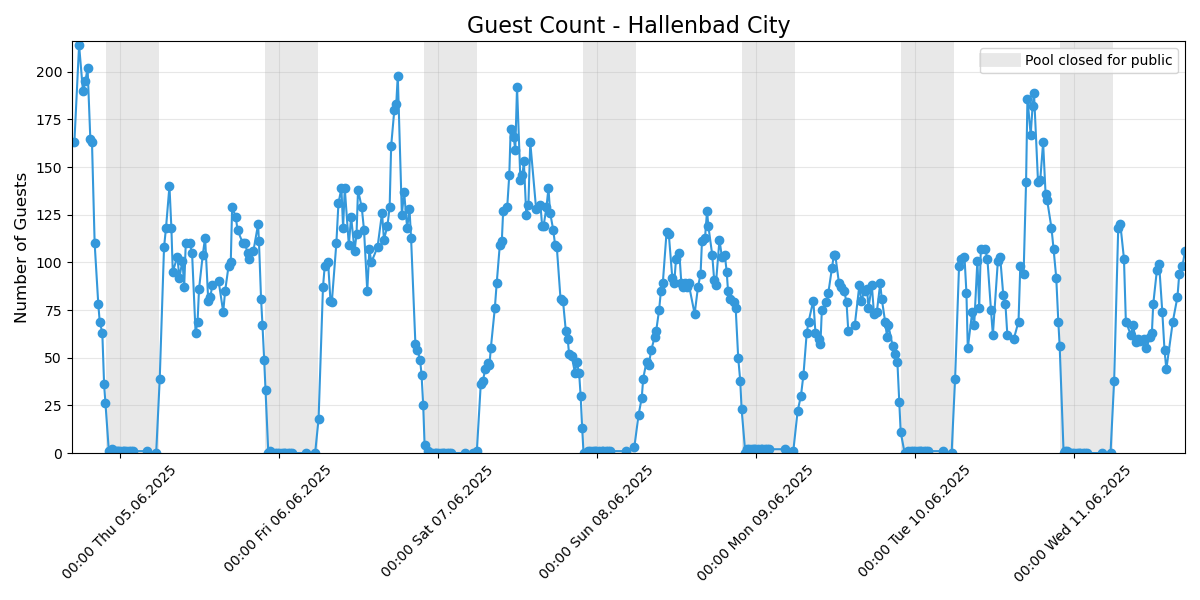 Guest Count - Hallenbad City
Pool closed for public
Number of Guests
200
175
150
125
100
75
50
25
0
00:00 Thu 05.06.2025
00:00 Fri 06.06.2025
00:00 Sat 07.06.2025
00:00 Sun 08.06.2025
00:00 Mon 09.06.2025
00:00 Tue 10.06.2025
00:00 Wed 11.06.2025